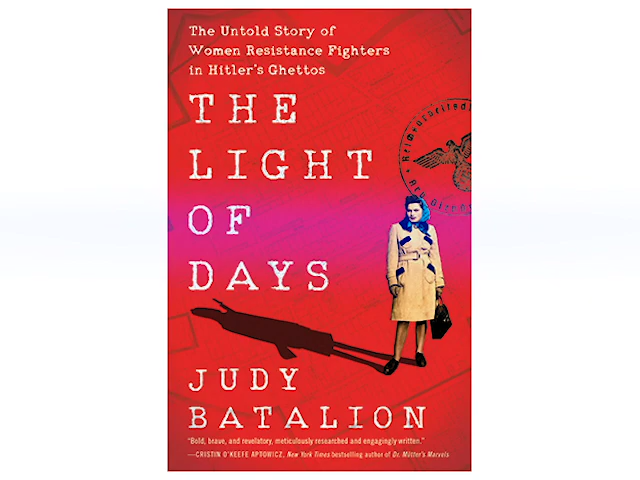 The Untold Story of
Women Resistance Fighters
in Hitler's Ghettos
THE
LIGHT
OF
DAYS
JUDY
BATALION
"Bold, brave, and revelatory, meticulously researched and engagingly written."
—CRISTIN O'KEEFE APTOWICZ, New York Times bestselling author of Dr. Mütter's Marvels